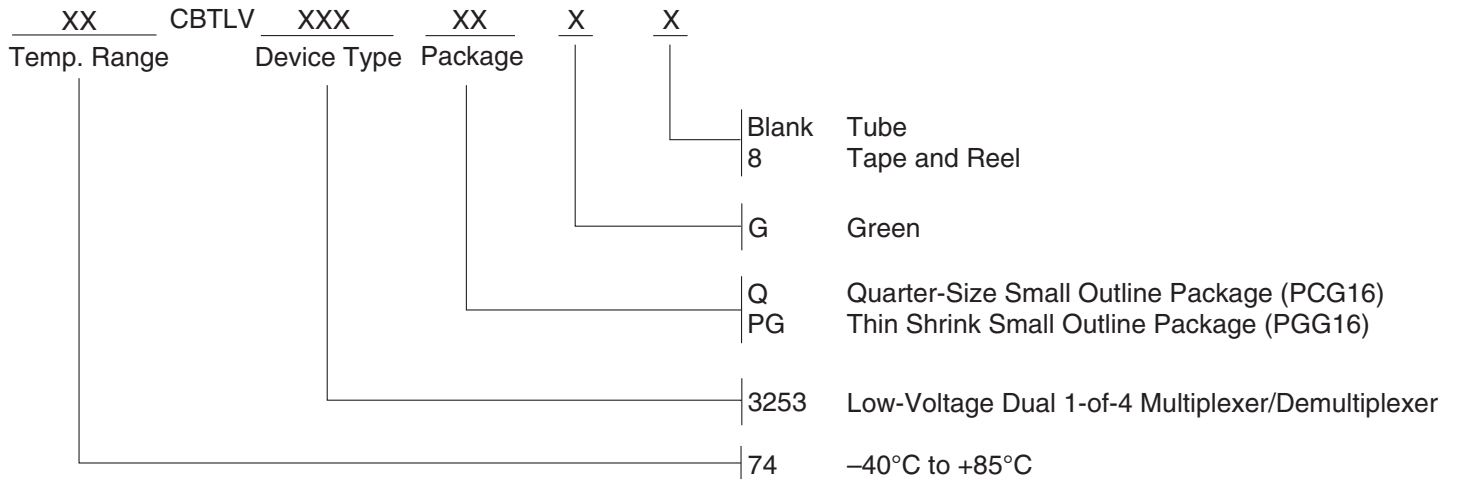 XX CBTLV XXX XX X X
Temp. Range Device Type Package
Blank Tube
8 Tape and Reel
G Green
Q Quarter-Size Small Outline Package (PCG16)
PG Thin Shrink Small Outline Package (PGG16)
3253 Low-Voltage Dual 1-of-4 Multiplexer/Demultiplexer
74 –40°C to +85°C